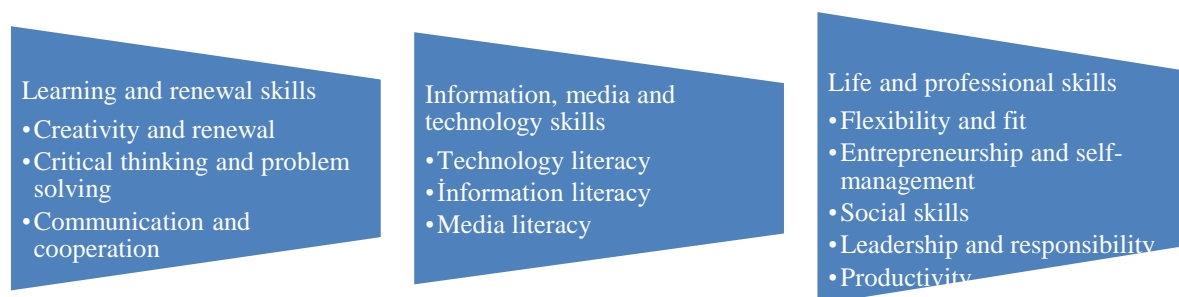 Learning and renewal skills
•Creativity and renewal
•Critical thinking and problem
solving
•Communication and
cooperation
Information, media and
technology skills
•Technology literacy
•İnformation literacy
•Media literacy
Life and professional skills
•Flexibility and fit
•Entrepreneurship and self-
management
•Social skills
•Leadership and responsibility
•Productivity